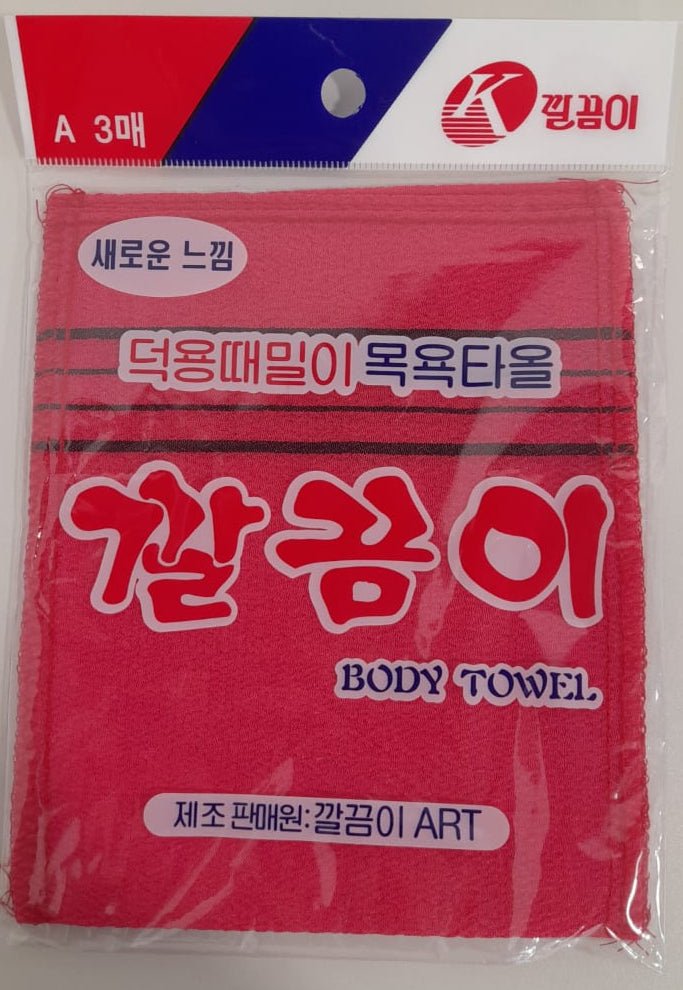 A 3매
K 깔끔이
새로운 느낌
덕용때밀이 목욕타올
깔끔이
BODY TOWEL
제조 판매원:깔끔이 ART